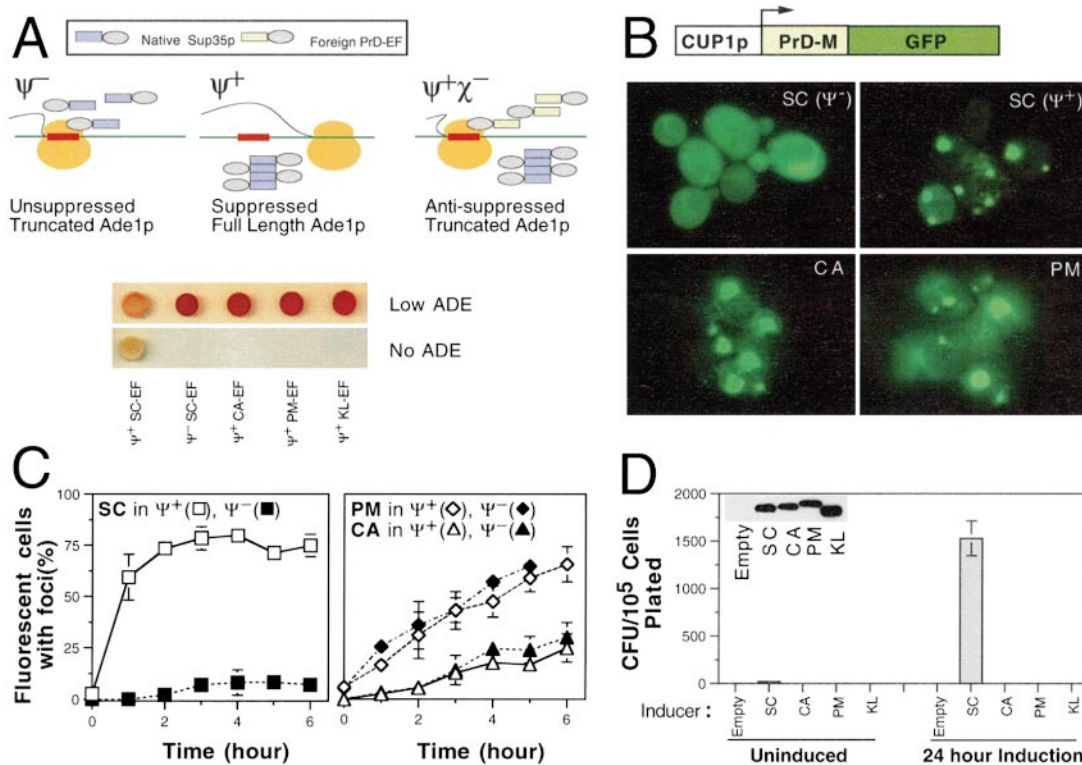 A
Native Sup35p
Foreign PrD-EF
Ψ⁻
Ψ⁺
Ψ⁺χ⁻
Unsuppressed
Truncated Ade1p
Suppressed
Full Length Ade1p
Anti-suppressed
Truncated Ade1p
Low ADE
No ADE
Ψ⁺ SC-EF
Ψ⁻ SC-EF
Ψ⁺ CA-EF
Ψ⁺ PM-EF
Ψ⁺ KL-EF
B
CUP1p PrD-M GFP
SC (Ψ⁻)
SC (Ψ⁺)
CA
PM
C
Fluorescent cells
with foci(%)
100
75
50
25
0
SC in Ψ⁺(□), Ψ⁻(■)
0 2 4 6
Time (hour)
PM in Ψ⁺(◇), Ψ⁻(◆)
CA in Ψ⁺(△), Ψ⁻(▲)
0 2 4 6
Time (hour)
D
CFU/10⁵ Cells
Plated
2000
1500
1000
500
0
Empty
SC
CA
PM
KL
Inducer :
Empty
SC
CA
PM
KL
Uninduced
Empty
SC
CA
PM
KL
24 hour Induction